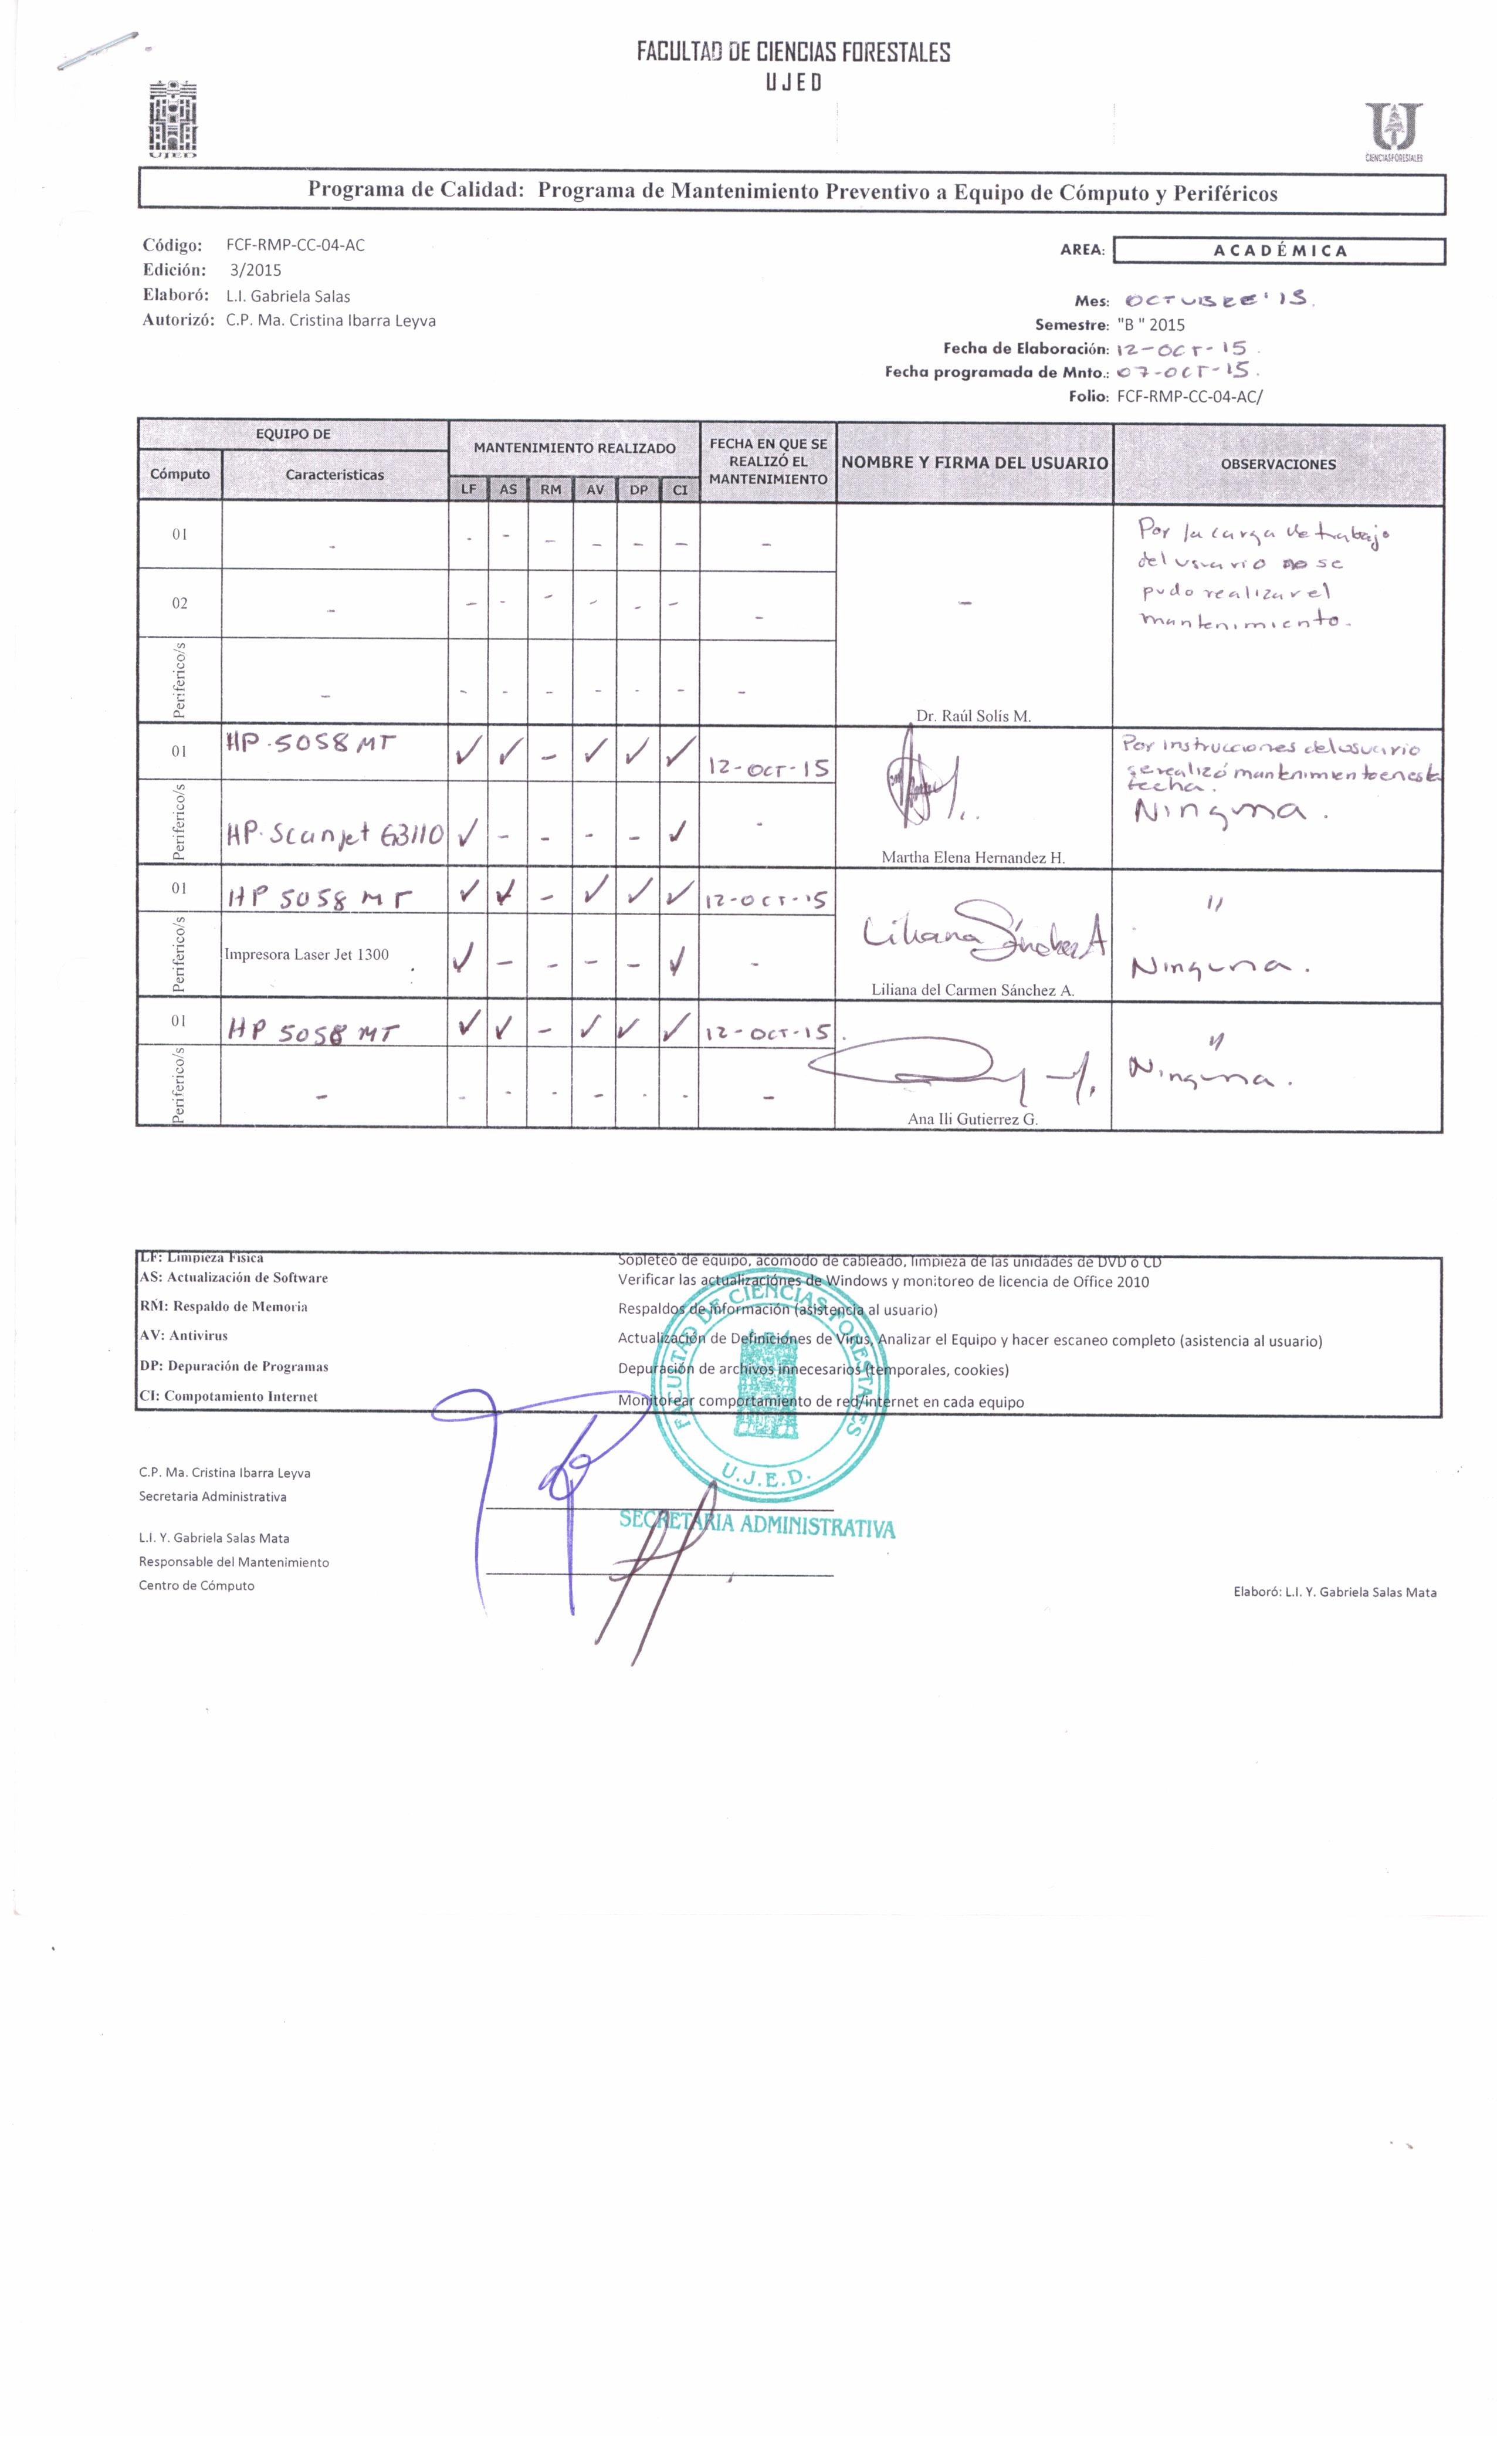 FACULTAD DE CIENCIAS FORESTALES
UJED
UJED
CIENCIAS FORESTALES
Programa de Calidad: Programa de Mantenimiento Preventivo a Equipo de Cómputo y Periféricos
Código: FCF-RMP-CC-04-AC
Edición: 3/2015
Elaboró: L.I. Gabriela Salas
Autorizó: C.P. Ma. Cristina Ibarra Leyva
AREA: ACADÉMICA
Mes: OCTUBRE'15.
Semestre: "B " 2015
Fecha de Elaboración: 12-OCT-15.
Fecha programada de Mnto.: 07-OCT-15.
Folio: FCF-RMP-CC-04-AC/
EQUIPO DE MANTENIMIENTO REALIZADO FECHA EN QUE SE REALIZÓ EL MANTENIMIENTO NOMBRE Y FIRMA DEL USUARIO OBSERVACIONES
Cómputo Caracteristicas LF AS RM AV DP CI
01 - - - - - - - -
Por la carga de trabajo
del usuario no se
pudo realizar el
mantenimiento.
02 - - - - - - - - -
Periferico/s - - - - - - - -
Dr. Raúl Solís M.
01 HP.5058 MT ✓ ✓ - ✓ ✓ ✓ 12-OCT-15
Por instrucciones del usuario
se realizó mantenimiento en esta
fecha.
Periferico/s HP. Scanjet G3110 ✓ - - - - ✓ -
Ninguna.
Martha Elena Hernandez H.
01 HP 5058 MT ✓ ✓ - ✓ ✓ ✓ 12-OCT-15 "
Liliana Sánchez A
Periferico/s Impresora Laser Jet 1300 ✓ - - - - ✓ -
Ninguna.
Liliana del Carmen Sánchez A.
01 HP 5058 MT ✓ ✓ - ✓ ✓ ✓ 12-OCT-15. "
Periferico/s - - - - - - - -
Ninguna.
Ana Ili Gutierrez G.
LF: Limpieza Física Sopleteo de equipo, acomodo de cableado, limpieza de las unidades de DVD ó CD
AS: Actualización de Software Verificar las actualizaciónes de Windows y monitoreo de licencia de Office 2010
RM: Respaldo de Memoria Respaldos de información (asistencia al usuario)
AV: Antivirus Actualización de Definiciónes de Virus, Analizar el Equipo y hacer escaneo completo (asistencia al usuario)
DP: Depuración de Programas Depuración de archivos innecesarios (temporales, cookies)
CI: Compotamiento Internet Monitorear comportamiento de red/internet en cada equipo
FACULTAD DE CIENCIAS FORESTALES
U.J.E.D.
SECRETARIA ADMINISTRATIVA
C.P. Ma. Cristina Ibarra Leyva
Secretaria Administrativa
L.I. Y. Gabriela Salas Mata
Responsable del Mantenimiento
Centro de Cómputo
Elaboró: L.I. Y. Gabriela Salas Mata